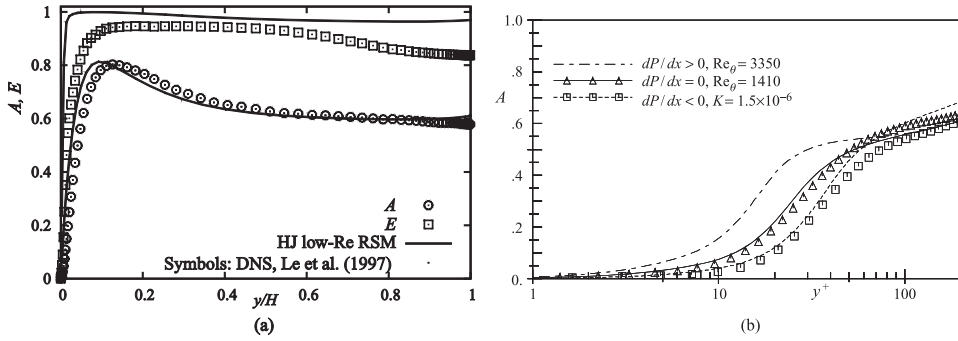 1
0.8
0.6
0.4
0.2
0
A, E
A
E
HJ low-Re RSM
Symbols: DNS, Le et al. (1997)
0 0.2 0.4 0.6 0.8 1
y/H
(a)
1.0
.8
.6
.4
.2
.0
A
dP/dx > 0, Reθ = 3350
dP/dx = 0, Reθ = 1410
dP/dx < 0, K = 1.5×10⁻⁶
1 10 100
y⁺
(b)